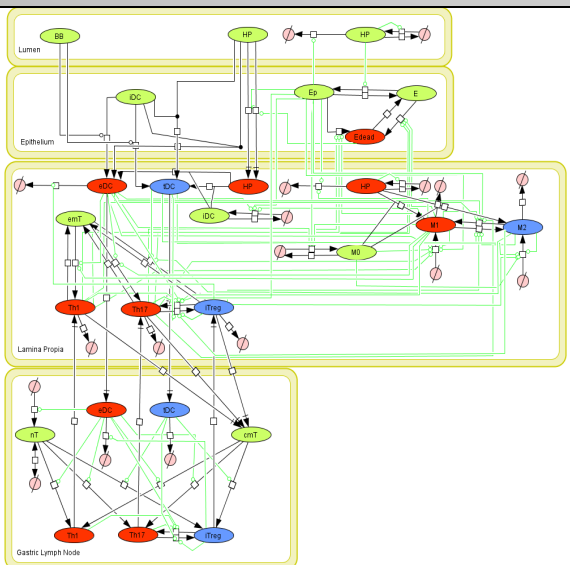 BB
HP
HP
Lumen
iDC
Ep
E
Edead
Epithelium
eDC
tDC
HP
HP
iDC
emT
M1
M2
M0
Th1
Th17
iTreg
Lamina Propia
eDC
tDC
nT
cmT
Th1
Th17
iTreg
Gastric Lymph Node